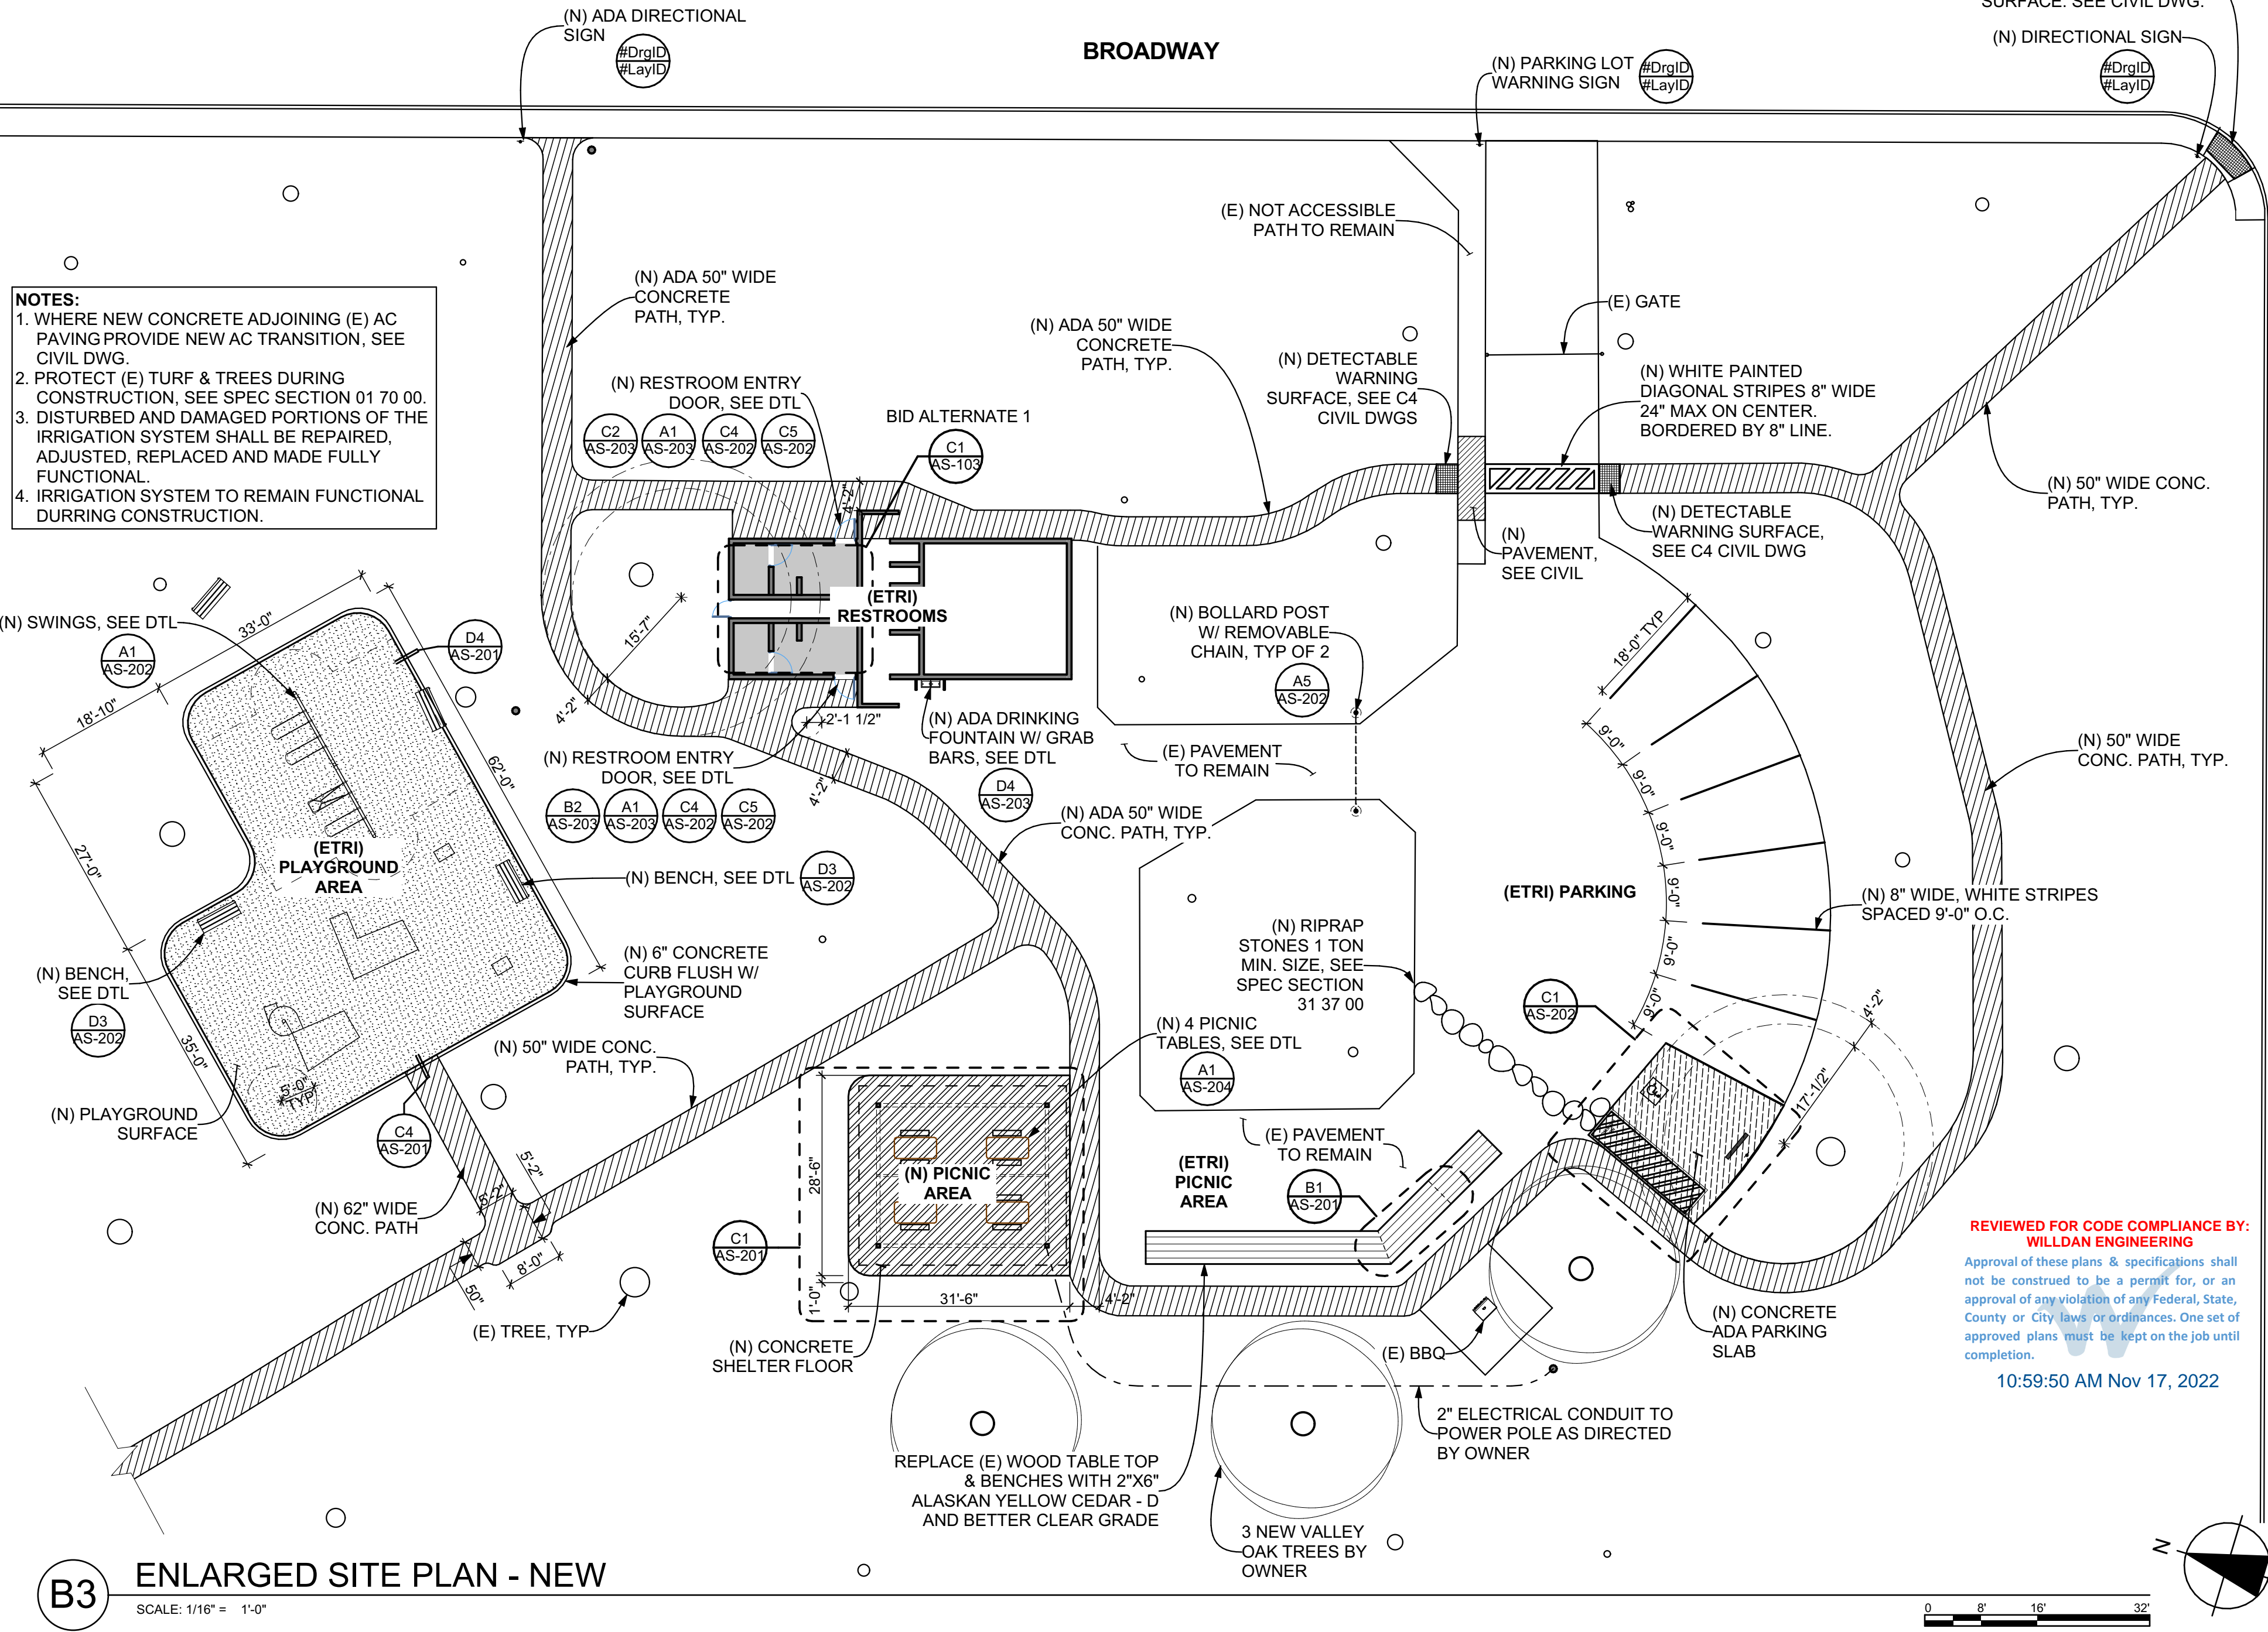 (N) ADA DIRECTIONAL
SIGN
#DrgID
#LayID
BROADWAY
(N) PARKING LOT
WARNING SIGN
#DrgID
#LayID
SURFACE. SEE CIVIL DWG.
(N) DIRECTIONAL SIGN
#DrgID
#LayID
(E) NOT ACCESSIBLE
PATH TO REMAIN
(N) ADA 50" WIDE
CONCRETE
PATH, TYP.
(E) GATE
NOTES:
1. WHERE NEW CONCRETE ADJOINING (E) AC
PAVING PROVIDE NEW AC TRANSITION, SEE
CIVIL DWG.
2. PROTECT (E) TURF & TREES DURING
CONSTRUCTION, SEE SPEC SECTION 01 70 00.
3. DISTURBED AND DAMAGED PORTIONS OF THE
IRRIGATION SYSTEM SHALL BE REPAIRED,
ADJUSTED, REPLACED AND MADE FULLY
FUNCTIONAL.
4. IRRIGATION SYSTEM TO REMAIN FUNCTIONAL
DURRING CONSTRUCTION.
(N) ADA 50" WIDE
CONCRETE
PATH, TYP.
(N) DETECTABLE
WARNING
SURFACE, SEE C4
CIVIL DWGS
(N) WHITE PAINTED
DIAGONAL STRIPES 8" WIDE
24" MAX ON CENTER.
BORDERED BY 8" LINE.
(N) RESTROOM ENTRY
DOOR, SEE DTL
C2
AS-203
A1
AS-203
C4
AS-202
C5
AS-202
BID ALTERNATE 1
C1
AS-103
4'-2"
(N) 50" WIDE CONC.
PATH, TYP.
(N) DETECTABLE
WARNING SURFACE,
SEE C4 CIVIL DWG
(N)
PAVEMENT,
SEE CIVIL
(ETRI)
RESTROOMS
(N) SWINGS, SEE DTL
A1
AS-202
33'-0"
18'-10"
D4
AS-201
15'-7"
4'-2"
(N) BOLLARD POST
W/ REMOVABLE
CHAIN, TYP OF 2
A5
AS-202
18'-0" TYP
2'-1 1/2"
(N) ADA DRINKING
FOUNTAIN W/ GRAB
BARS, SEE DTL
D4
AS-203
(E) PAVEMENT
TO REMAIN
9'-0"
9'-0"
9'-0"
9'-0"
9'-0"
9'-0"
(N) 50" WIDE
CONC. PATH, TYP.
62'-0"
(N) RESTROOM ENTRY
DOOR, SEE DTL
B2
AS-203
A1
AS-203
C4
AS-202
C5
AS-202
4'-2"
(N) ADA 50" WIDE
CONC. PATH, TYP.
27'-0"
(ETRI)
PLAYGROUND
AREA
(N) BENCH, SEE DTL
D3
AS-202
(ETRI) PARKING
(N) 8" WIDE, WHITE STRIPES
SPACED 9'-0" O.C.
(N) RIPRAP
STONES 1 TON
MIN. SIZE, SEE
SPEC SECTION
31 37 00
(N) BENCH,
SEE DTL
D3
AS-202
(N) 6" CONCRETE
CURB FLUSH W/
PLAYGROUND
SURFACE
C1
AS-202
4'-2"
17'-1/2"
35'-0"
5'-0"
TYP
(N) 50" WIDE CONC.
PATH, TYP.
(N) 4 PICNIC
TABLES, SEE DTL
A1
AS-204
(N) PLAYGROUND
SURFACE
C4
AS-201
(E) PAVEMENT
TO REMAIN
5'-2"
5'-2"
28'-6"
(N) PICNIC
AREA
(ETRI)
PICNIC
AREA
B1
AS-201
(N) 62" WIDE
CONC. PATH
C1
AS-201
8'-0"
50"
1'-0"
31'-6"
4'-2"
REVIEWED FOR CODE COMPLIANCE BY:
WILLDAN ENGINEERING
Approval of these plans & specifications shall
not be construed to be a permit for, or an
approval of any violation of any Federal, State,
County or City laws or ordinances. One set of
approved plans must be kept on the job until
completion.
10:59:50 AM Nov 17, 2022
(E) TREE, TYP
(N) CONCRETE
SHELTER FLOOR
(E) BBQ
(N) CONCRETE
ADA PARKING
SLAB
2" ELECTRICAL CONDUIT TO
POWER POLE AS DIRECTED
BY OWNER
REPLACE (E) WOOD TABLE TOP
& BENCHES WITH 2"X6"
ALASKAN YELLOW CEDAR - D
AND BETTER CLEAR GRADE
3 NEW VALLEY
OAK TREES BY
OWNER
N
B3
ENLARGED SITE PLAN - NEW
SCALE: 1/16" = 1'-0"
0 8' 16' 32'